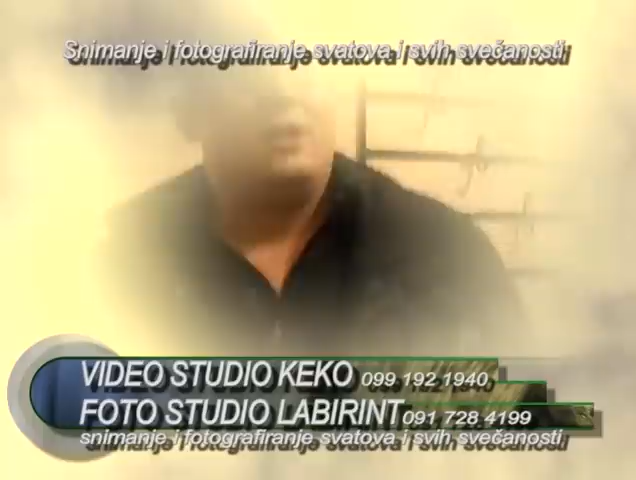 Snimanje i fotografiranje svatova i svih svečanosti
VIDEO STUDIO KEKO 099 192 1940
FOTO STUDIO LABIRINT 091 728 4199
snimanje i fotografiranje svatova i svih svečanosti